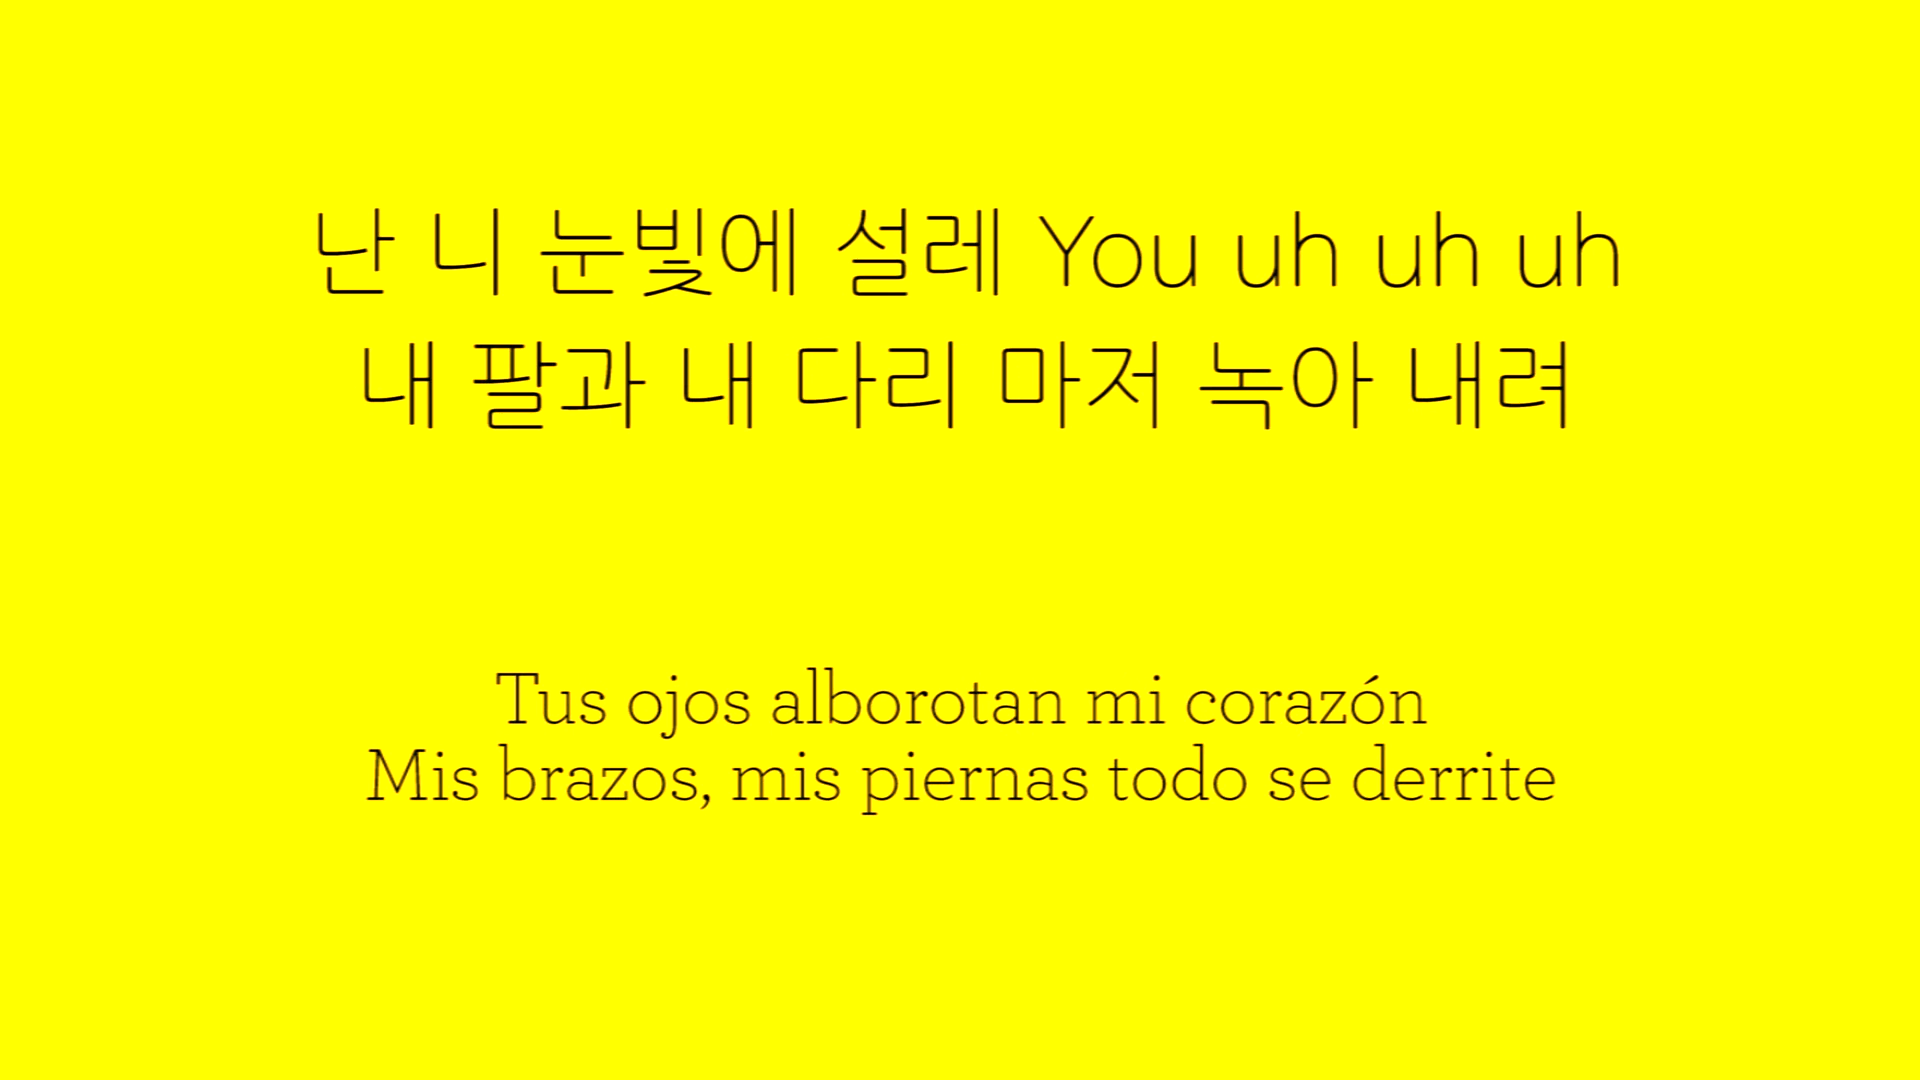 난 니 눈빛에 설레 You uh uh uh
내 팔과 내 다리 마저 녹아 내려
Tus ojos alborotan mi corazón
Mis brazos, mis piernas todo se derrite